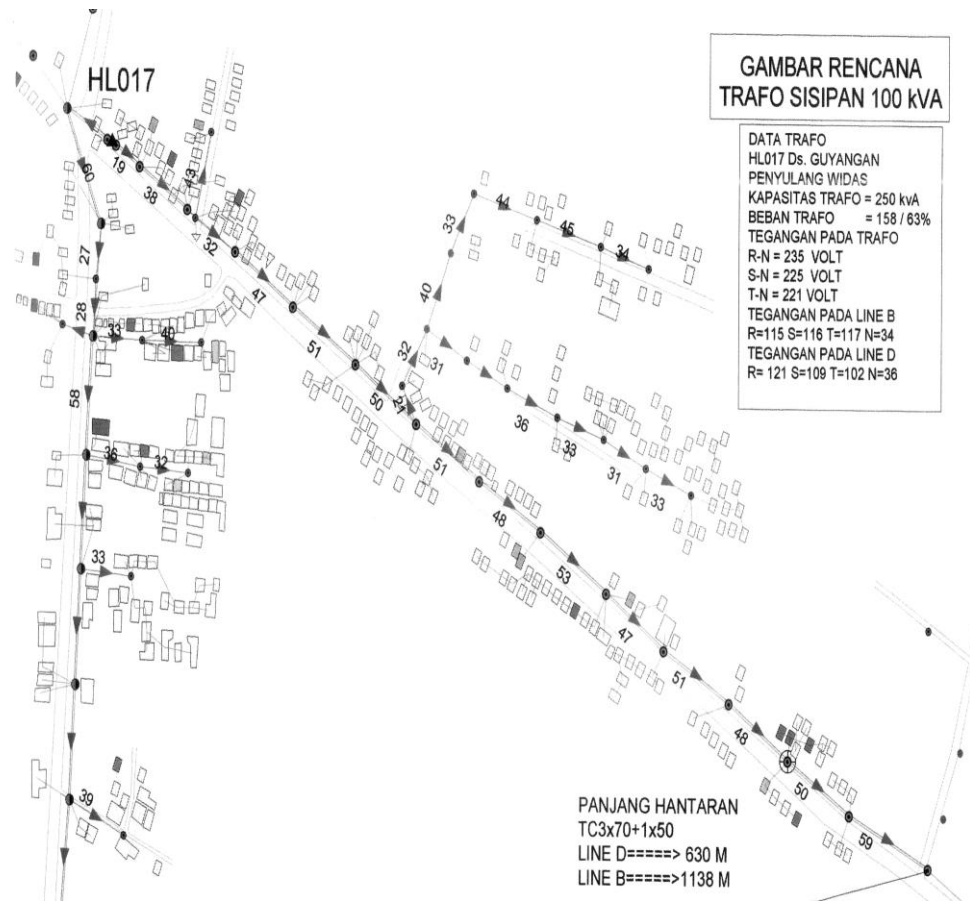 HL017
GAMBAR RENCANA
TRAFO SISIPAN 100 kVA
DATA TRAFO
HL017 Ds. GUYANGAN
PENYULANG WIDAS
KAPASITAS TRAFO = 250 kVA
BEBAN TRAFO = 158 / 63%
TEGANGAN PADA TRAFO
R-N = 235 VOLT
S-N = 225 VOLT
T-N = 221 VOLT
TEGANGAN PADA LINE B
R=115 S=116 T=117 N=34
TEGANGAN PADA LINE D
R= 121 S=109 T=102 N=36
60
19
38
43
32
47
51
50
21
32
40
33
44
45
34
31
36
33
31
33
51
48
53
47
51
48
50
59
27
28
33
40
58
36
32
33
39
PANJANG HANTARAN
TC3x70+1x50
LINE D=====> 630 M
LINE B=====>1138 M